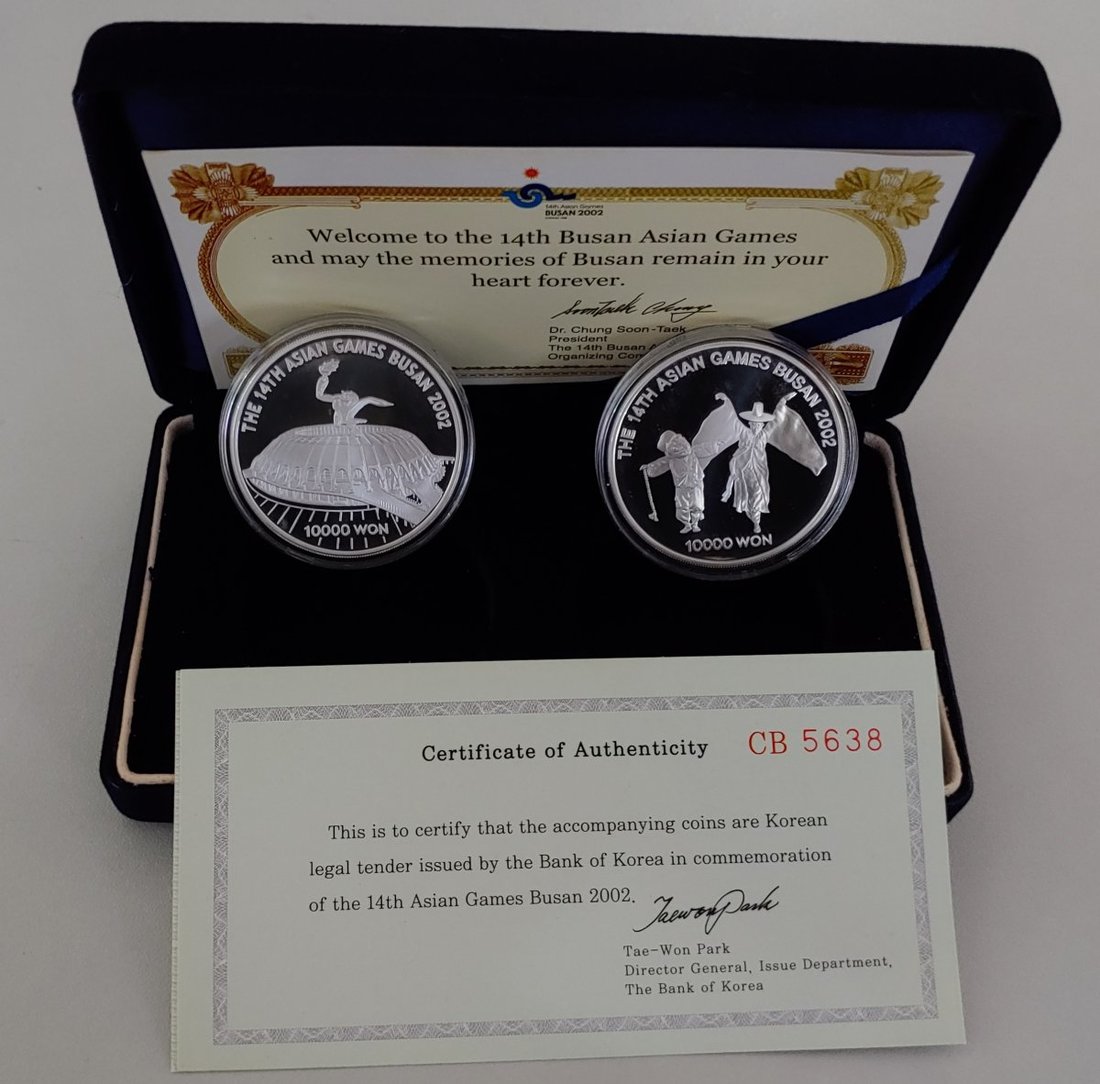 14th Asian Games
BUSAN 2002
Welcome to the 14th Busan Asian Games
and may the memories of Busan remain in your
heart forever.
Dr. Chung Soon-Taek
President
The 14th Busan
Organizing
THE 14TH ASIAN GAMES BUSAN 2002
10000 WON
THE 14TH ASIAN GAMES BUSAN 2002
10000 WON
Certificate of Authenticity CB 5638
This is to certify that the accompanying coins are Korean
legal tender issued by the Bank of Korea in commemoration
of the 14th Asian Games Busan 2002.
Taewon Park
Tae-Won Park
Director General, Issue Department,
The Bank of Korea